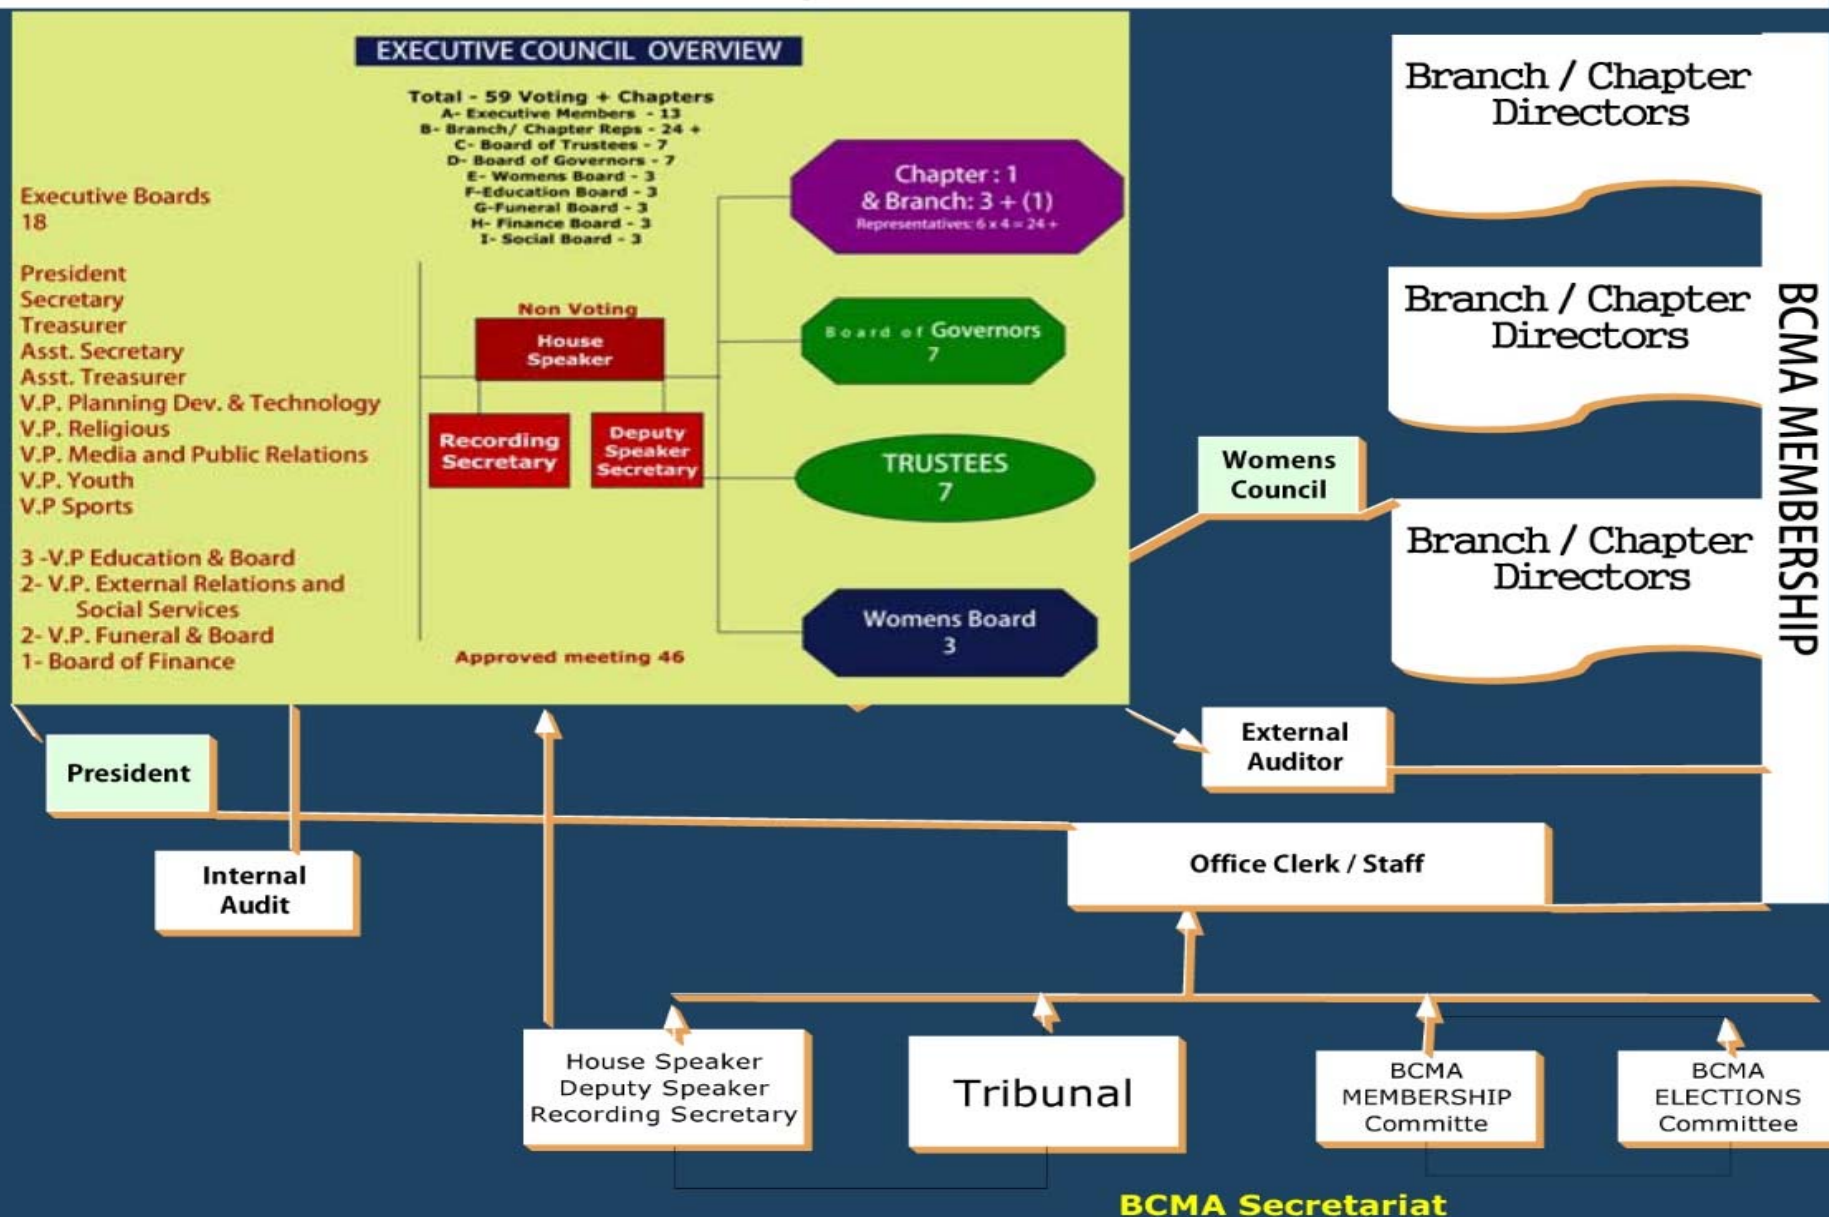 EXECUTIVE COUNCIL OVERVIEW
Total - 59 Voting + Chapters
A- Executive Members - 13
B- Branch/ Chapter Reps - 24 +
C- Board of Trustees - 7
D- Board of Governors - 7
E- Womens Board - 3
F-Education Board - 3
G-Funeral Board - 3
H- Finance Board - 3
I- Social Board - 3
Executive Boards
18
President
Secretary
Treasurer
Asst. Secretary
Asst. Treasurer
V.P. Planning Dev. & Technology
V.P. Religious
V.P. Media and Public Relations
V.P. Youth
V.P Sports
3 -V.P Education & Board
2- V.P. External Relations and
Social Services
2- V.P. Funeral & Board
1- Board of Finance
Non Voting
House
Speaker
Recording
Secretary
Deputy
Speaker
Secretary
Approved meeting 46
Chapter : 1
& Branch: 3 + (1)
Representatives: 6 x 4 = 24 +
Board of Governors
7
TRUSTEES
7
Womens Board
3
Womens
Council
Branch / Chapter
Directors
Branch / Chapter
Directors
Branch / Chapter
Directors
BCMA MEMBERSHIP
External
Auditor
President
Internal
Audit
Office Clerk / Staff
House Speaker
Deputy Speaker
Recording Secretary
Tribunal
BCMA
MEMBERSHIP
Committe
BCMA
ELECTIONS
Committee
BCMA Secretariat